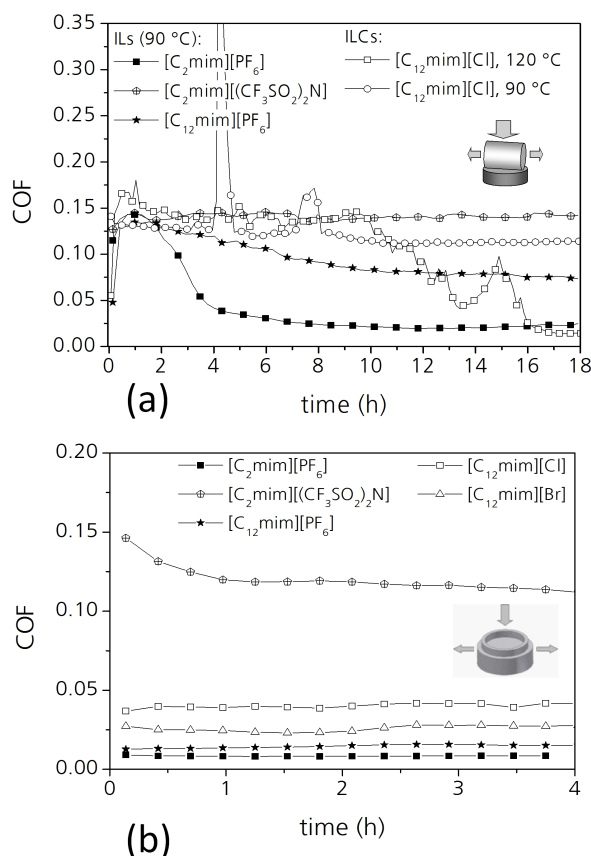 0.35
0.30
0.25
0.20
0.15
0.10
0.05
0.00
COF
ILs (90 °C):
[C₂mim][PF₆]
[C₂mim][(CF₃SO₂)₂N]
[C₁₂mim][PF₆]
ILCs:
[C₁₂mim][Cl], 120 °C
[C₁₂mim][Cl], 90 °C
0 2 4 6 8 10 12 14 16 18
time (h)
(a)
0.20
0.15
0.10
0.05
0.00
COF
[C₂mim][PF₆]
[C₂mim][(CF₃SO₂)₂N]
[C₁₂mim][PF₆]
[C₁₂mim][Cl]
[C₁₂mim][Br]
0 1 2 3 4
time (h)
(b)